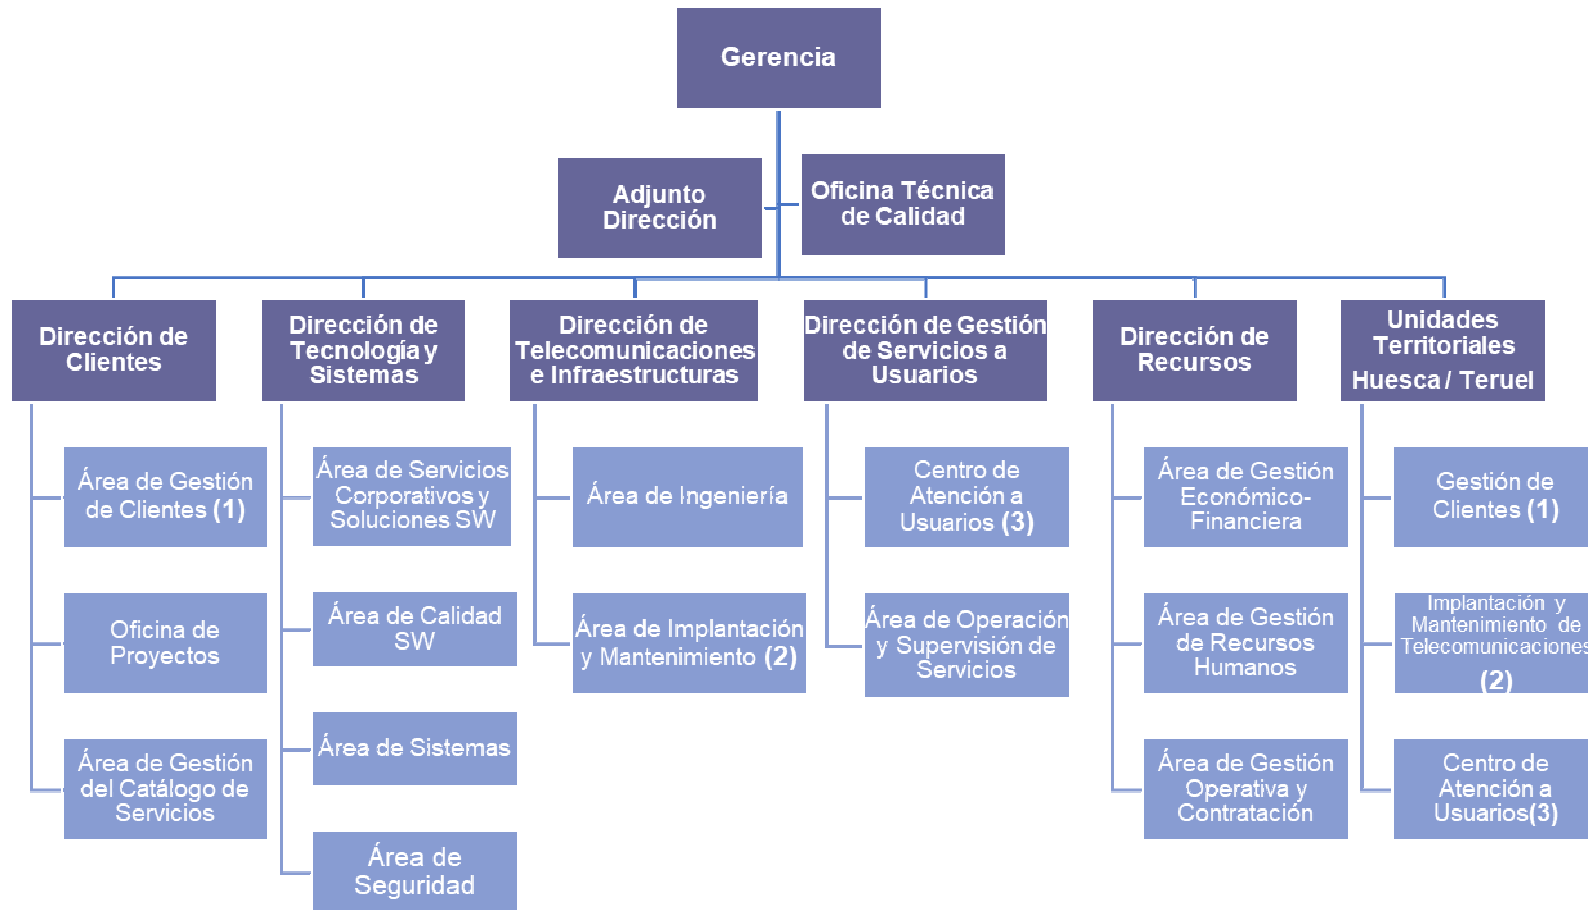 Gerencia
Adjunto
Dirección
Oficina Técnica
de Calidad
Dirección de
Clientes
Área de Gestión
de Clientes (1)
Oficina de
Proyectos
Área de Gestión
del Catálogo de
Servicios
Dirección de
Tecnología y
Sistemas
Área de Servicios
Corporativos y
Soluciones SW
Área de Calidad
SW
Área de Sistemas
Área de
Seguridad
Dirección de
Telecomunicaciones
e Infraestructuras
Área de Ingeniería
Área de Implantación
y Mantenimiento (2)
Dirección de Gestión
de Servicios a
Usuarios
Centro de
Atención a
Usuarios (3)
Área de Operación
y Supervisión de
Servicios
Dirección de
Recursos
Área de Gestión
Económico-
Financiera
Área de Gestión
de Recursos
Humanos
Área de Gestión
Operativa y
Contratación
Unidades
Territoriales
Huesca / Teruel
Gestión de
Clientes (1)
Implantación y
Mantenimiento de
Telecomunicaciones
(2)
Centro de
Atención a
Usuarios(3)